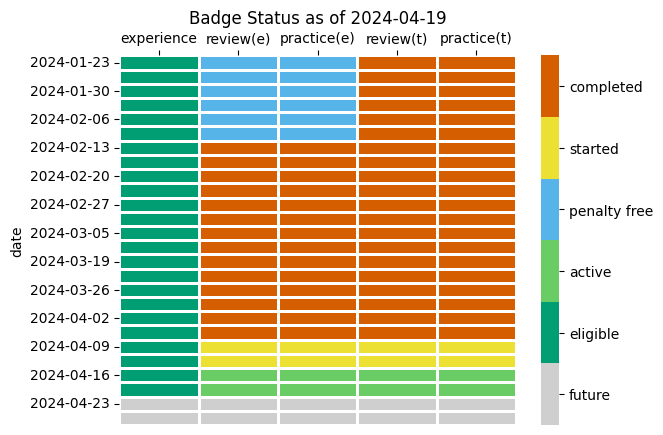 Badge Status as of 2024-04-19
experience review(e) practice(e) review(t) practice(t)
date
2024-01-23
2024-01-30
2024-02-06
2024-02-13
2024-02-20
2024-02-27
2024-03-05
2024-03-19
2024-03-26
2024-04-02
2024-04-09
2024-04-16
2024-04-23
completed
started
penalty free
active
eligible
future